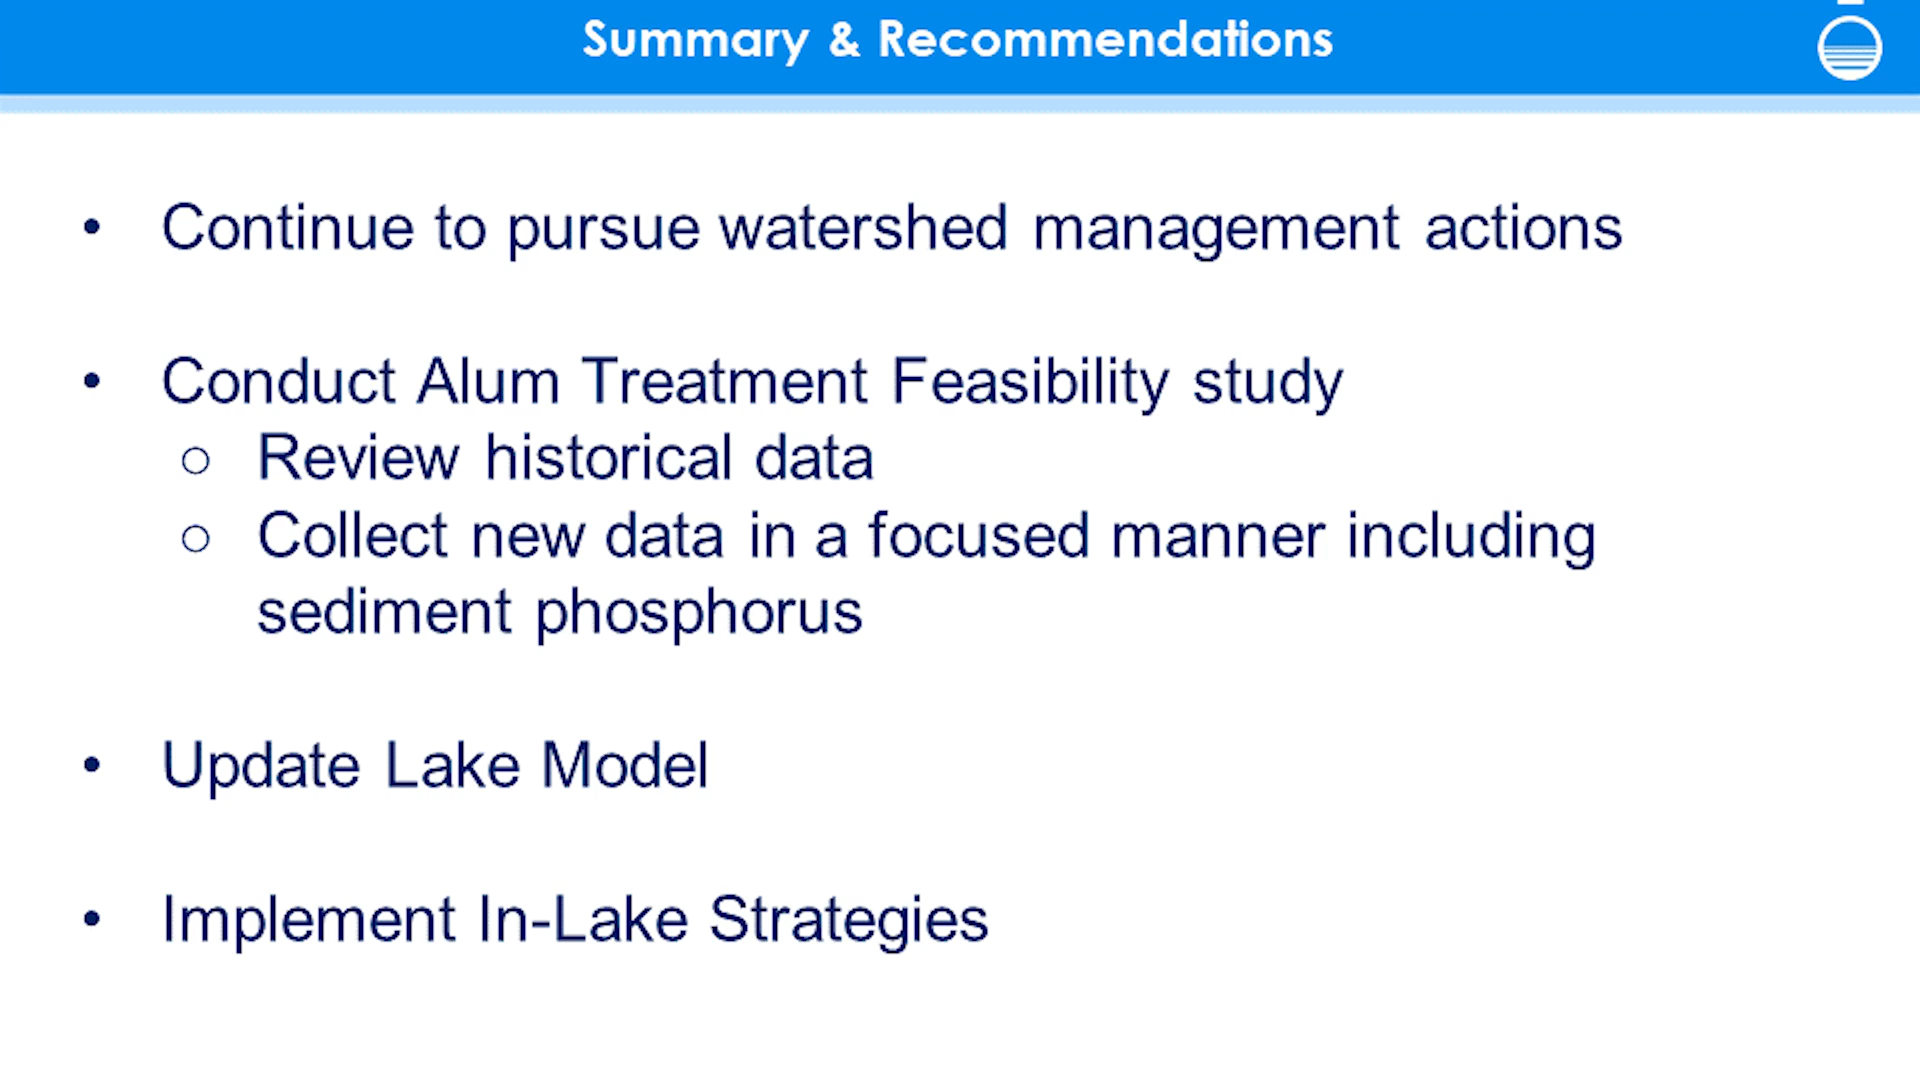 Summary & Recommendations
• Continue to pursue watershed management actions
• Conduct Alum Treatment Feasibility study
○ Review historical data
○ Collect new data in a focused manner including
sediment phosphorus
• Update Lake Model
• Implement In-Lake Strategies